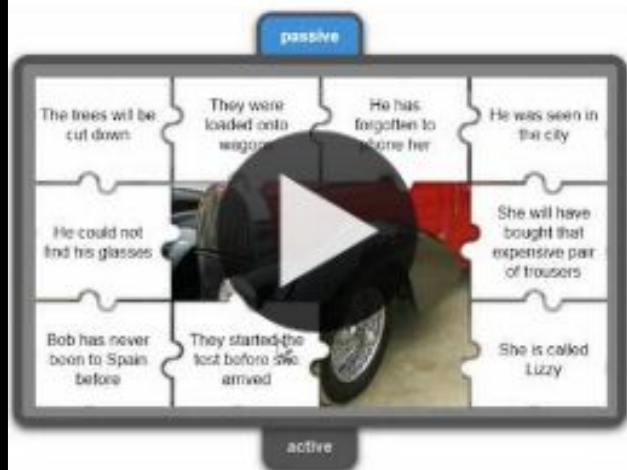 passive
The trees will be
cut down
They were
loaded onto
wagons
He has
forgotten to
phone her
He was seen in
the city
He could not
find his glasses
She will have
bought that
expensive pair
of trousers
Bob has never
been to Spain
before
They started the
test before she
arrived
She is called
Lizzy
active